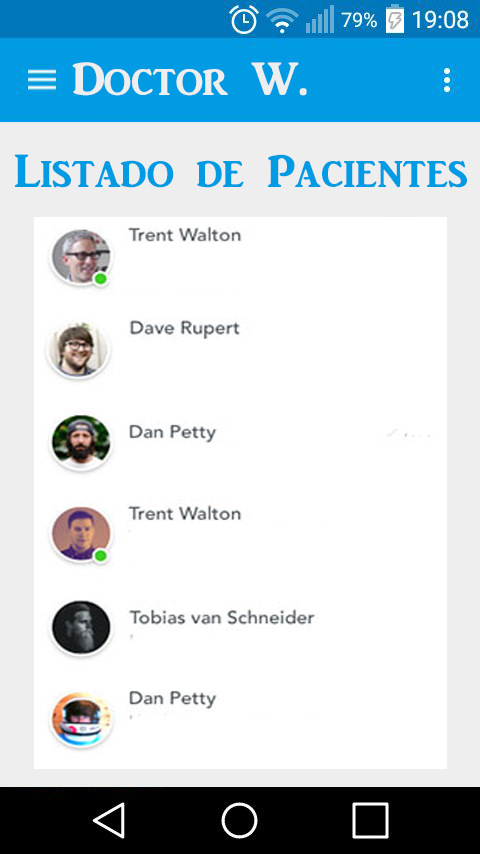 79% 19:08
Doctor W.
Listado de Pacientes
Trent Walton
Dave Rupert
Dan Petty
Trent Walton
Tobias van Schneider
Dan Petty